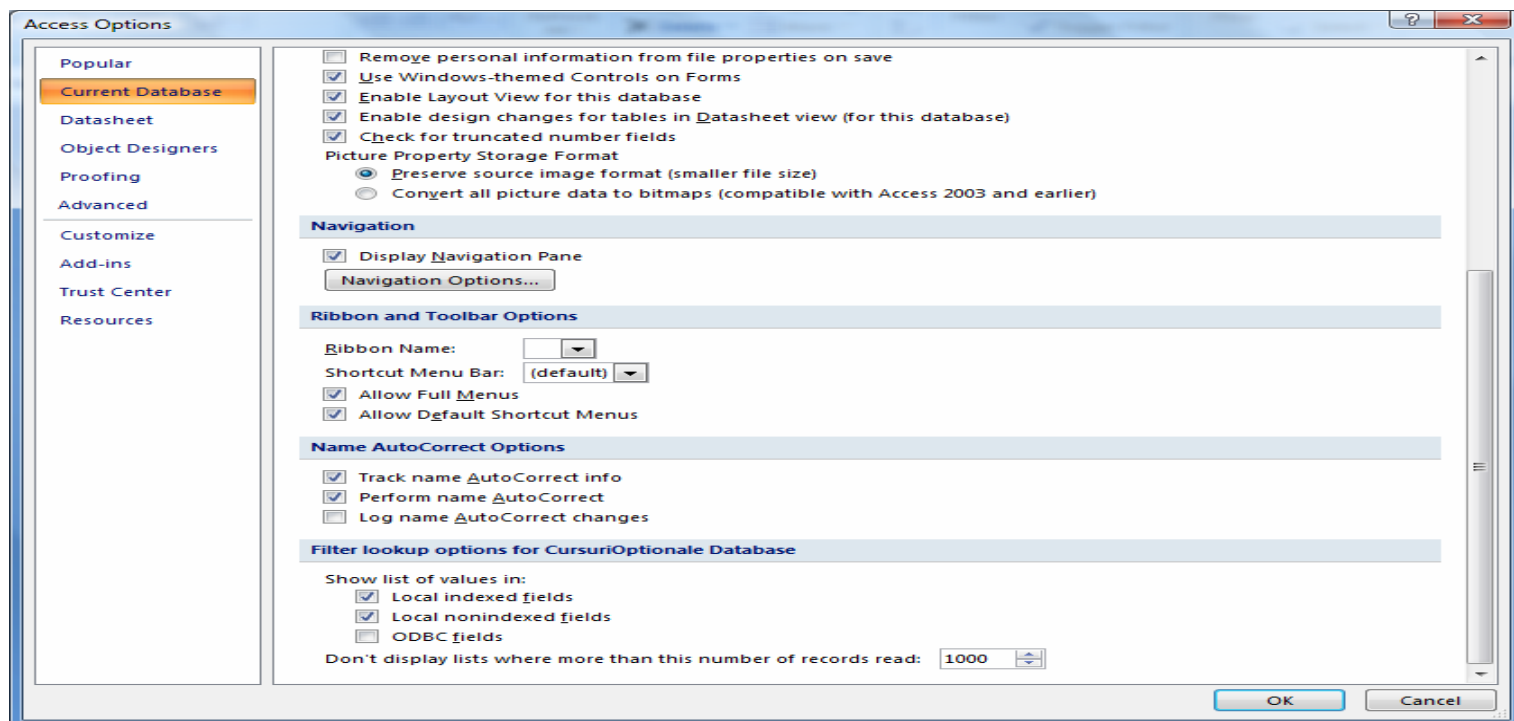 Access Options
Popular
Current Database
Datasheet
Object Designers
Proofing
Advanced
Customize
Add-ins
Trust Center
Resources
Remove personal information from file properties on save
Use Windows-themed Controls on Forms
Enable Layout View for this database
Enable design changes for tables in Datasheet view (for this database)
Check for truncated number fields
Picture Property Storage Format
Preserve source image format (smaller file size)
Convert all picture data to bitmaps (compatible with Access 2003 and earlier)
Navigation
Display Navigation Pane
Navigation Options...
Ribbon and Toolbar Options
Ribbon Name:
Shortcut Menu Bar: (default)
Allow Full Menus
Allow Default Shortcut Menus
Name AutoCorrect Options
Track name AutoCorrect info
Perform name AutoCorrect
Log name AutoCorrect changes
Filter lookup options for CursuriOptionale Database
Show list of values in:
Local indexed fields
Local nonindexed fields
ODBC fields
Don't display lists where more than this number of records read: 1000
OK Cancel